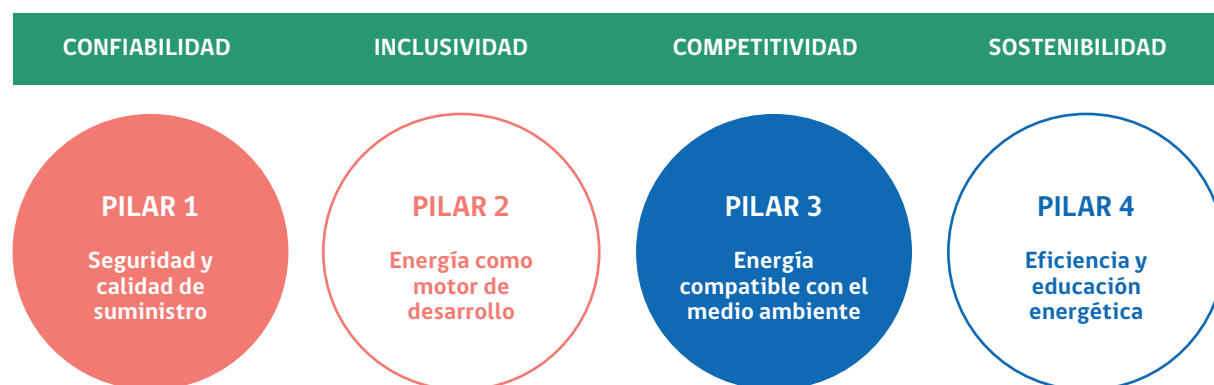 CONFIABILIDAD
INCLUSIVIDAD
COMPETITIVIDAD
SOSTENIBILIDAD
PILAR 1
Seguridad y
calidad de
suministro
PILAR 2
Energía como
motor de
desarrollo
PILAR 3
Energía
compatible con el
medio ambiente
PILAR 4
Eficiencia y
educación
energética